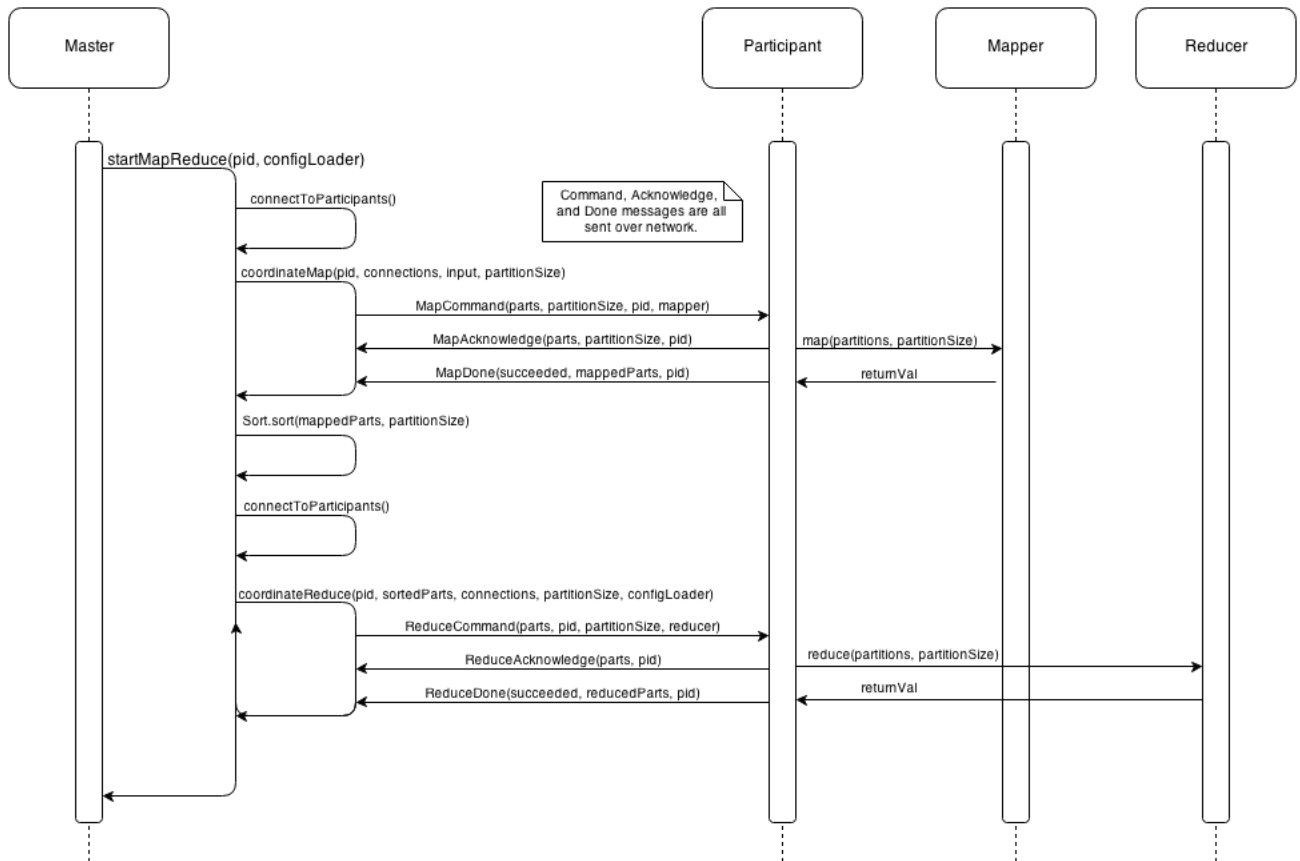 Master
Participant
Mapper
Reducer
startMapReduce(pid, configLoader)
connectToParticipants()
Command, Acknowledge,
and Done messages are all
sent over network.
coordinateMap(pid, connections, input, partitionSize)
MapCommand(parts, partitionSize, pid, mapper)
MapAcknowledge(parts, partitionSize, pid)
map(partitions, partitionSize)
MapDone(succeeded, mappedParts, pid)
returnVal
Sort.sort(mappedParts, partitionSize)
connectToParticipants()
coordinateReduce(pid, sortedParts, connections, partitionSize, configLoader)
ReduceCommand(parts, pid, partitionSize, reducer)
ReduceAcknowledge(parts, pid)
reduce(partitions, partitionSize)
ReduceDone(succeeded, reducedParts, pid)
returnVal